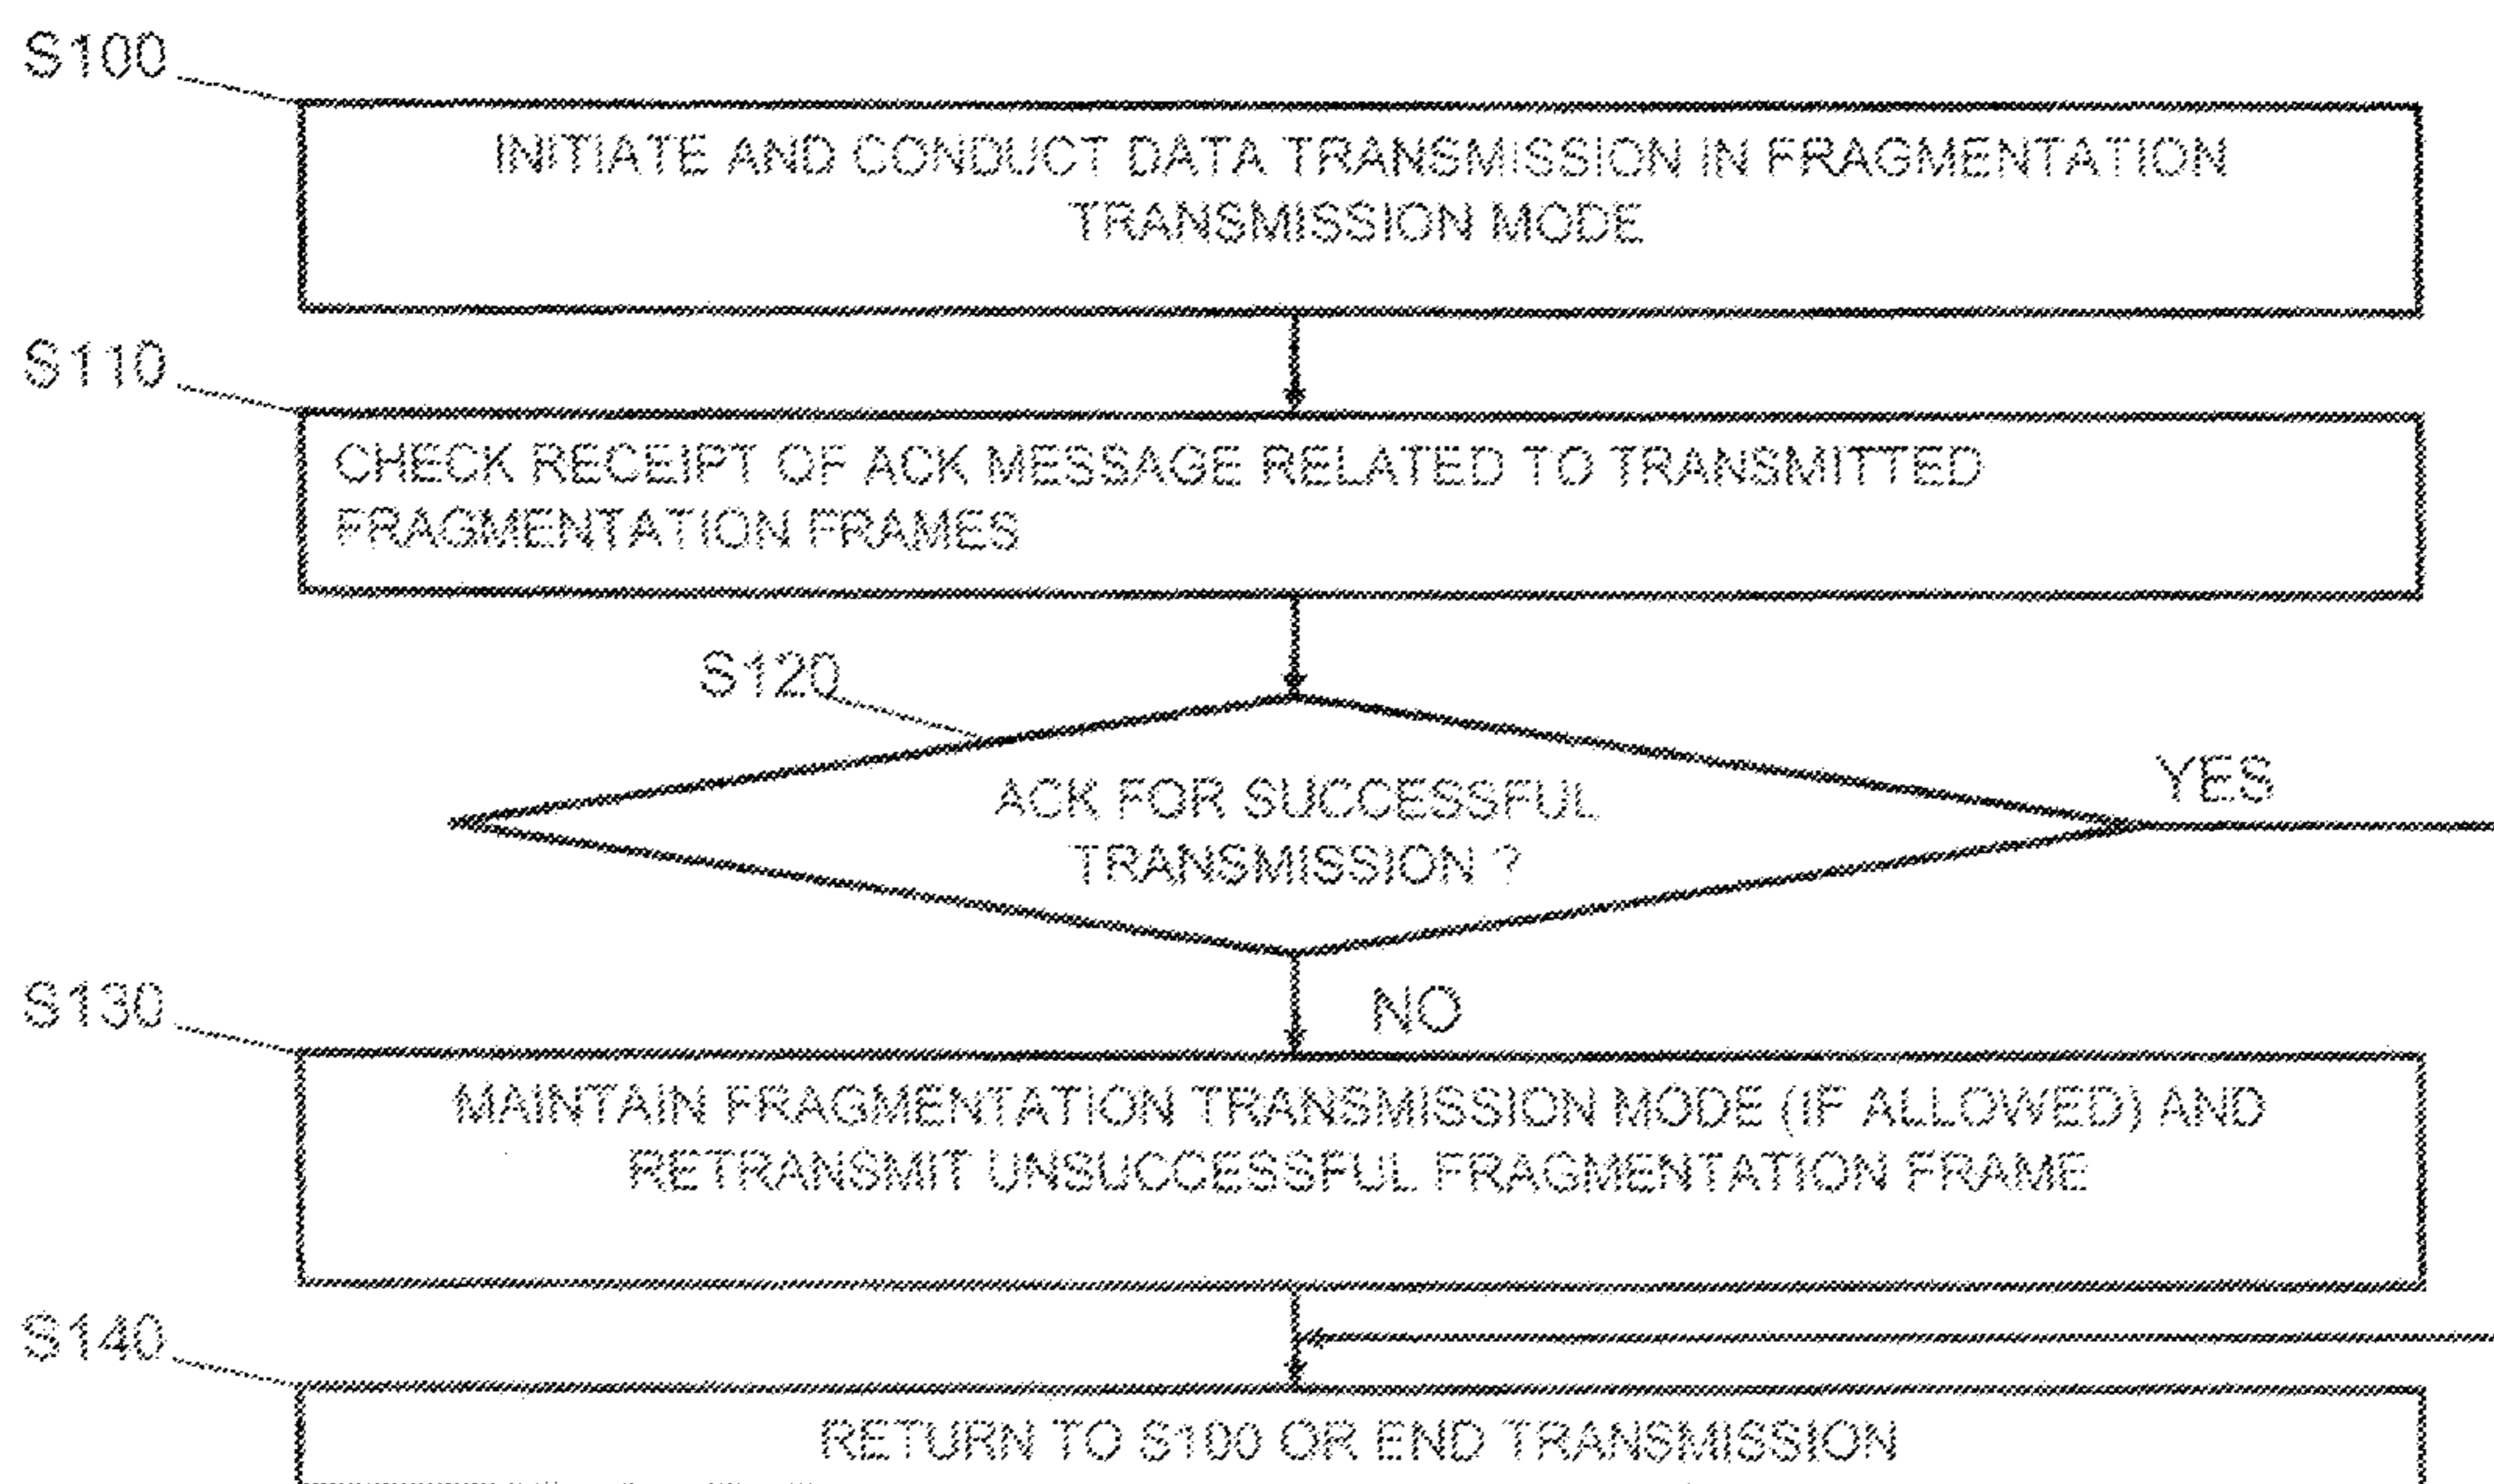 S100
INITIATE AND CONDUCT DATA TRANSMISSION IN FRAGMENTATION
TRANSMISSION MODE
S110
CHECK RECEIPT OF ACK MESSAGE RELATED TO TRANSMITTED
FRAGMENTATION FRAMES
S120
ACK FOR SUCCESSFUL
TRANSMISSION ?
YES
NO
S130
MAINTAIN FRAGMENTATION TRANSMISSION MODE (IF ALLOWED) AND
RETRANSMIT UNSUCCESSFUL FRAGMENTATION FRAME
S140
RETURN TO S100 OR END TRANSMISSION